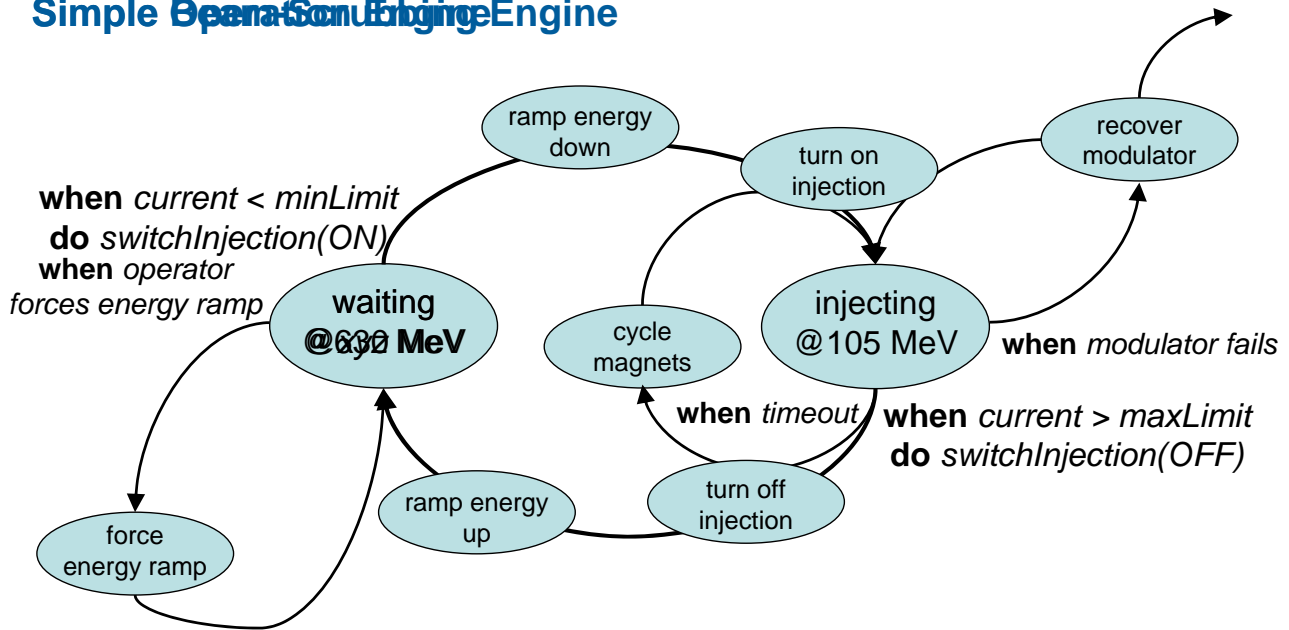 Simple Engine
ramp energy
down
turn on
injection
recover
modulator
when current < minLimit
do switchInjection(ON)
when operator
forces energy ramp
waiting
MeV
cycle
magnets
injecting
@105 MeV
when modulator fails
when timeout
when current > maxLimit
do switchInjection(OFF)
ramp energy
up
turn off
injection
force
energy ramp